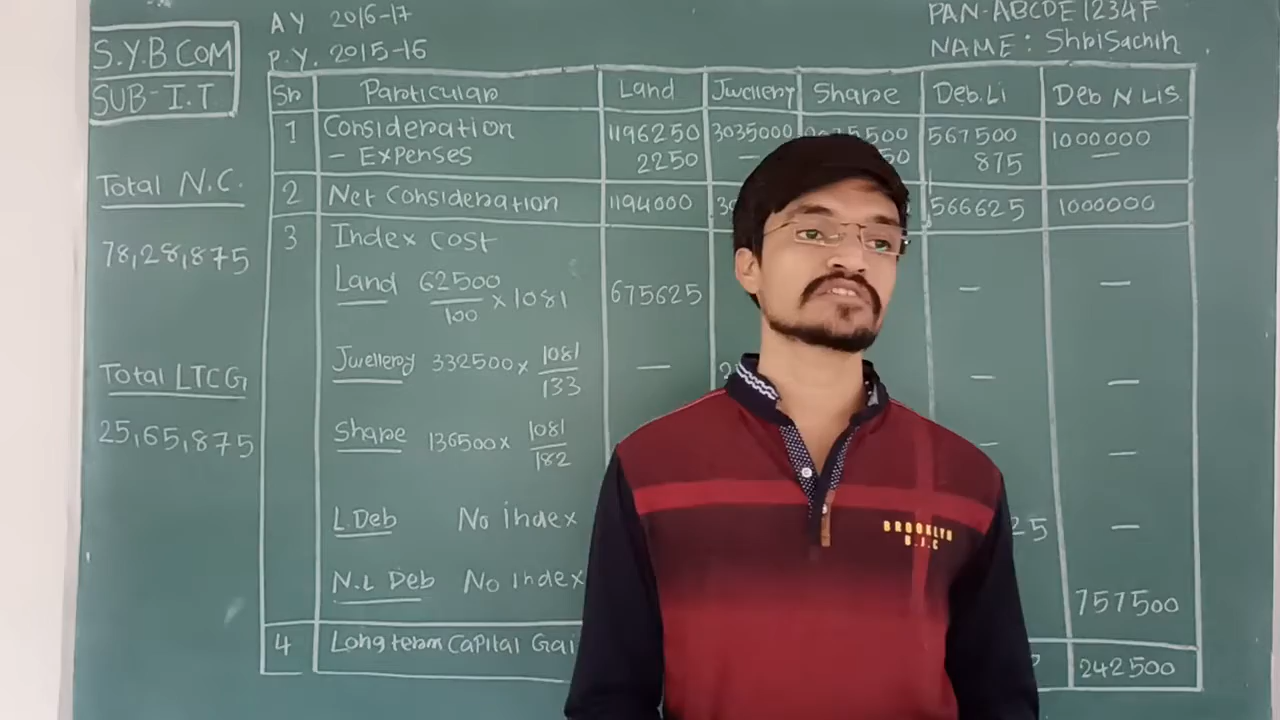 A Y 2016-17
P.Y. 2015-16
PAN-ABCDE1234F
NAME: ShriSachin
S.Y.B COM
SUB-I.T
Sr Particular Land Jwellery Share Deb.Li Deb N LIS.
1 Consideration 1196250 3035000 567500 1000000
- Expenses 2250 — 875 —
2 Net Consideration 1194000 566625 1000000
Total N.C.
78,28,875
3 Index cost
Land 62500/100 × 1081 675625 — —
Jwellery 332500 × 1081/133 — — —
Total LTCG
25,65,875
Share 136500 × 1081/182 — —
L.Deb No index —
N.L Deb No index 757500
4 Long term Capital Gai 242500
BROOKLYN